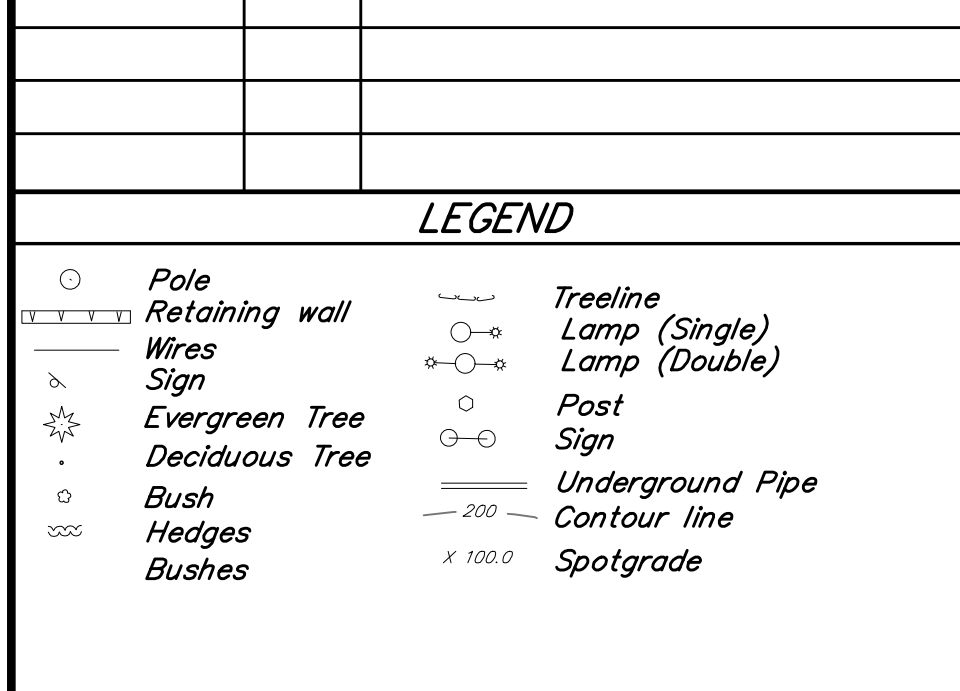 LEGEND
Pole
Retaining wall
Wires
Sign
Evergreen Tree
Deciduous Tree
Bush
Hedges
Bushes
Treeline
Lamp (Single)
Lamp (Double)
Post
Sign
Underground Pipe
200 Contour line
X 100.0 Spotgrade